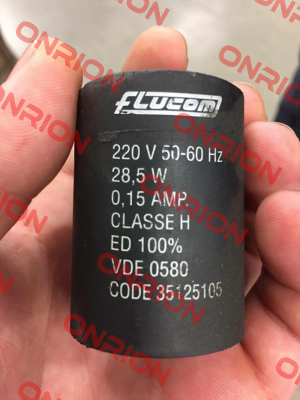 FLUCOM
220 V 50-60 Hz
28,5 W
0,15 AMP.
CLASSE H
ED 100%
VDE 0580
CODE 35125105
ONRION
ONRION
ONRION
ONRION
ONRION
ONRION
ONRION
ONRION